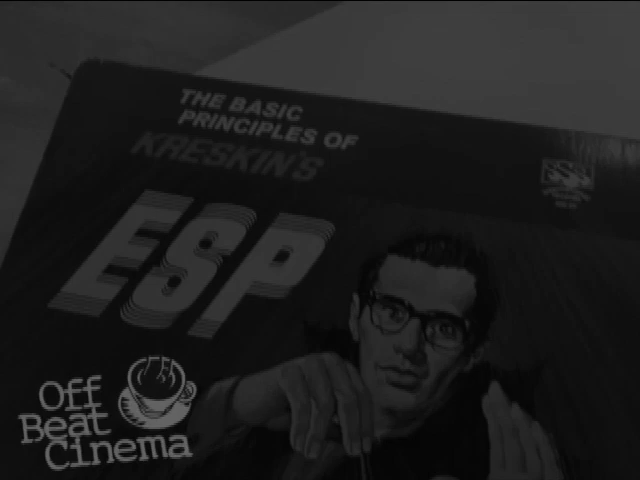 THE BASIC
PRINCIPLES OF
KRESKIN'S
ESP
Off
Beat
Cinema